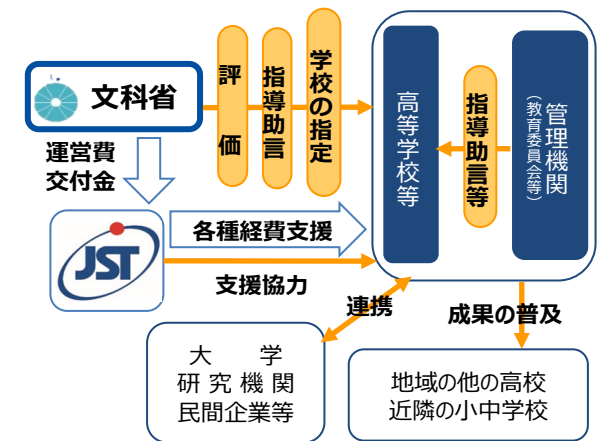 文科省
評価
指導助言
学校の指定
高等学校等
指導助言等
管理機関
（教育委員会等）
運営費
交付金
JST
各種経費支援
支援協力
連携
成果の普及
大　学
研究機関
民間企業等
地域の他の高校
近隣の小中学校